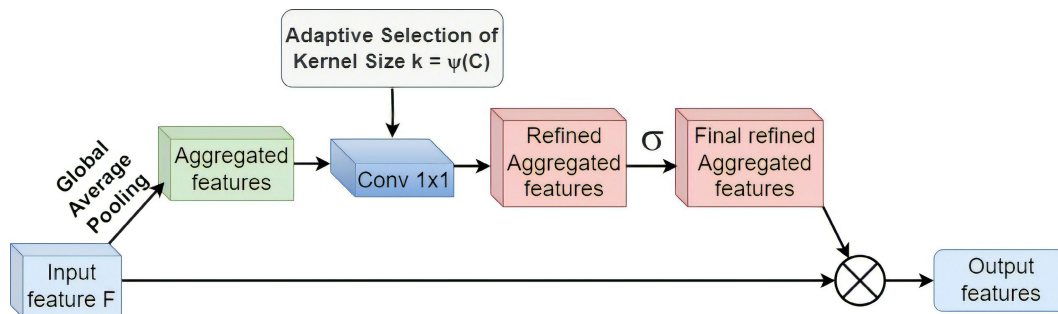 Adaptive Selection of
Kernel Size k = ψ(C)
Global
Average
Pooling
Aggregated
features
Conv 1x1
Refined
Aggregated
features
σ
Final refined
Aggregated
features
Input
feature F
Output
features